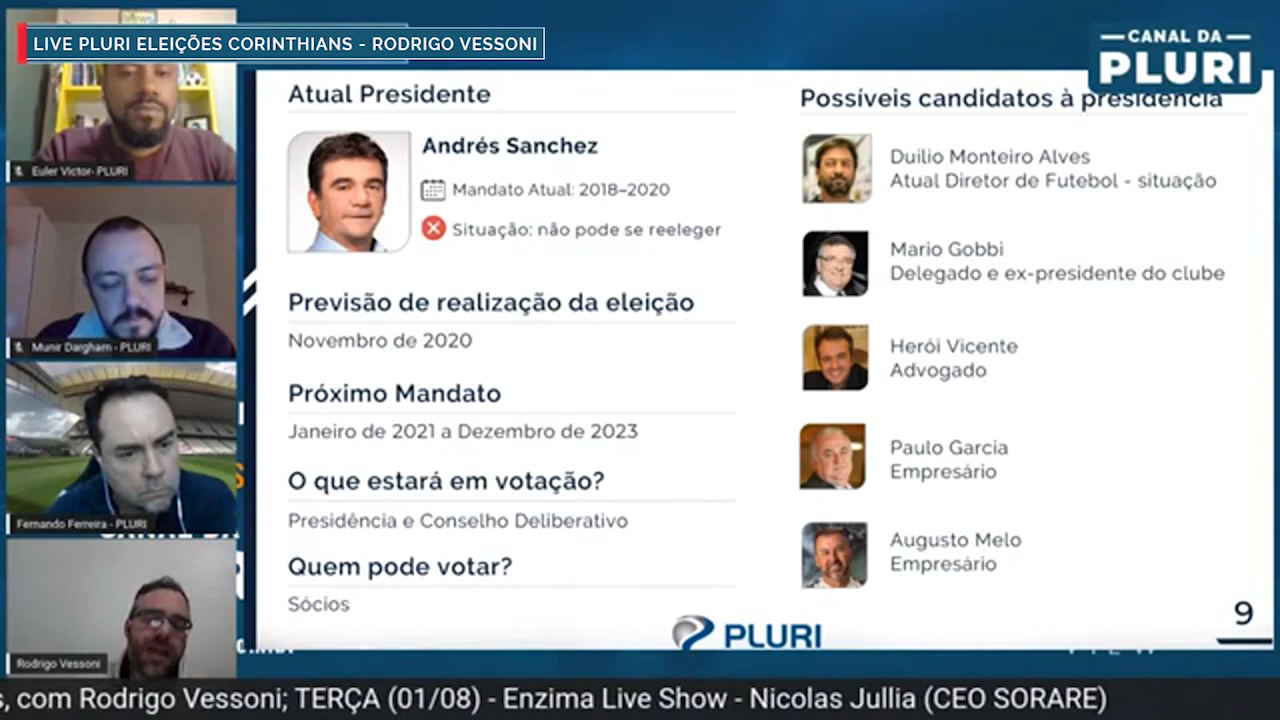 LIVE PLURI ELEIÇÕES CORINTHIANS - RODRIGO VESSONI
CANAL DA
PLURI
Euler Victor- PLURI
Munir Dargham - PLURI
Fernando Ferreira - PLURI
Rodrigo Vessoni
Atual Presidente
Andrés Sanchez
Mandato Atual: 2018–2020
Situação: não pode se reeleger
Previsão de realização da eleição
Novembro de 2020
Próximo Mandato
Janeiro de 2021 a Dezembro de 2023
O que estará em votação?
Presidência e Conselho Deliberativo
Quem pode votar?
Sócios
Possíveis candidatos à presidência
Duilio Monteiro Alves
Atual Diretor de Futebol - situação
Mario Gobbi
Delegado e ex-presidente do clube
Herói Vicente
Advogado
Paulo Garcia
Empresário
Augusto Melo
Empresário
PLURI
9
s, com Rodrigo Vessoni; TERÇA (01/08) - Enzima Live Show - Nicolas Jullia (CEO SORARE)